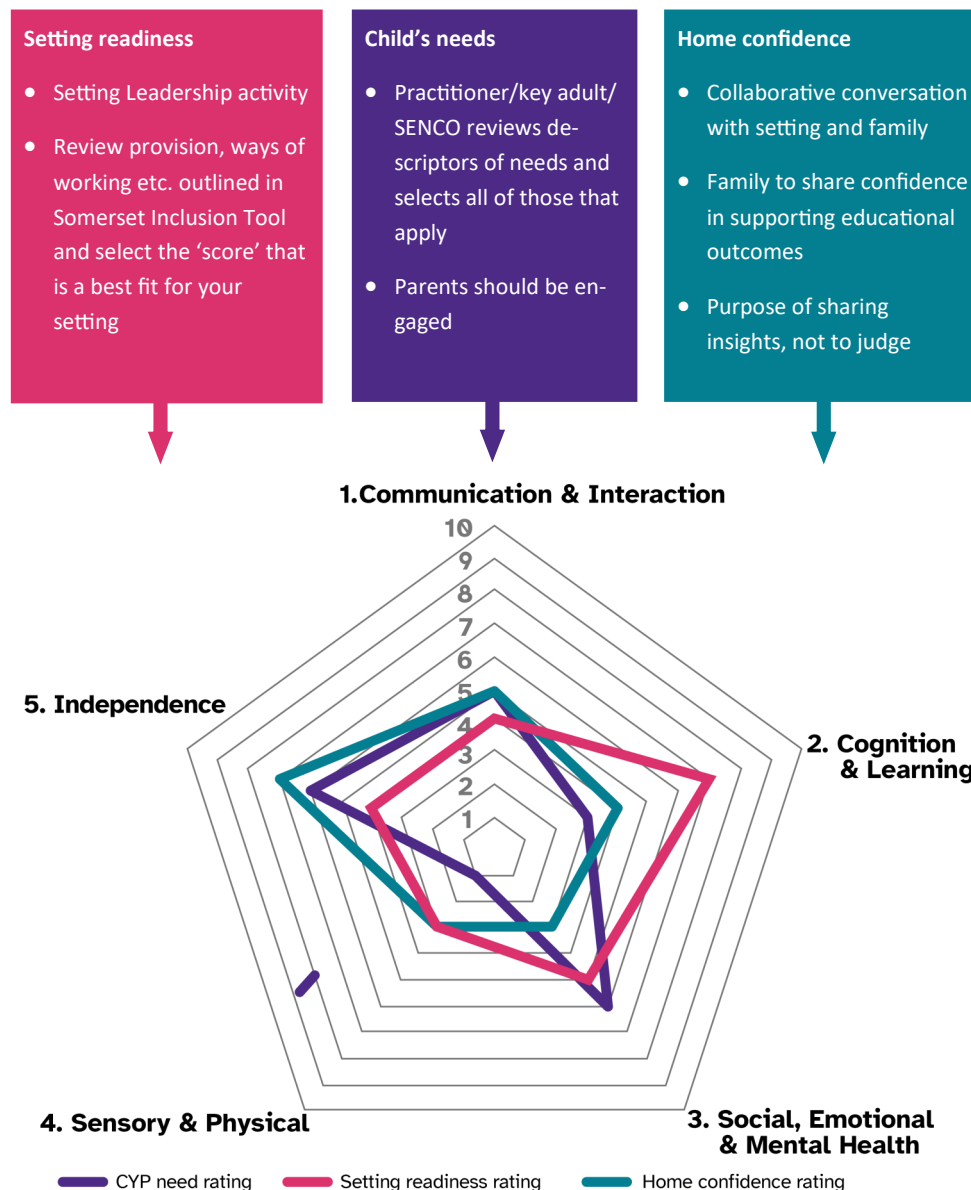 Setting readiness
• Setting Leadership activity
• Review provision, ways of
working etc. outlined in
Somerset Inclusion Tool
and select the ‘score’ that
is a best fit for your
setting
Child’s needs
• Practitioner/key adult/
SENCO reviews de-
scriptors of needs and
selects all of those that
apply
• Parents should be en-
gaged
Home confidence
• Collaborative conversation
with setting and family
• Family to share confidence
in supporting educational
outcomes
• Purpose of sharing
insights, not to judge
1.Communication & Interaction
10
9
8
7
6
5
4
3
2
1
5. Independence
2. Cognition
& Learning
4. Sensory & Physical
3. Social, Emotional
& Mental Health
CYP need rating
Setting readiness rating
Home confidence rating